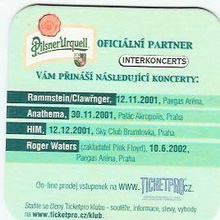 Pilsner Urquell
OFICIÁLNÍ PARTNER
INTERKONCERTS
VÁM PŘINÁŠÍ NÁSLEDUJÍCÍ KONCERTY:
Rammstein/Clawfinger, 12.11.2001, Paegas Aréna,
Praha
Anathema, 30.11.2001, Palác Akropolis, Praha
HIM, 12.12.2001, Sky Club Brumlovka, Praha
Roger Waters (zakladatel Pink Floyd), 10.6.2002,
Paegas Aréna, Praha
On-line prodej vstupenek na www.TICKETPRO.cz.
Staňte se členy Ticketpro klubu - soutěže, informace, slevy, výhody
na www.ticketpro.cz/klub.